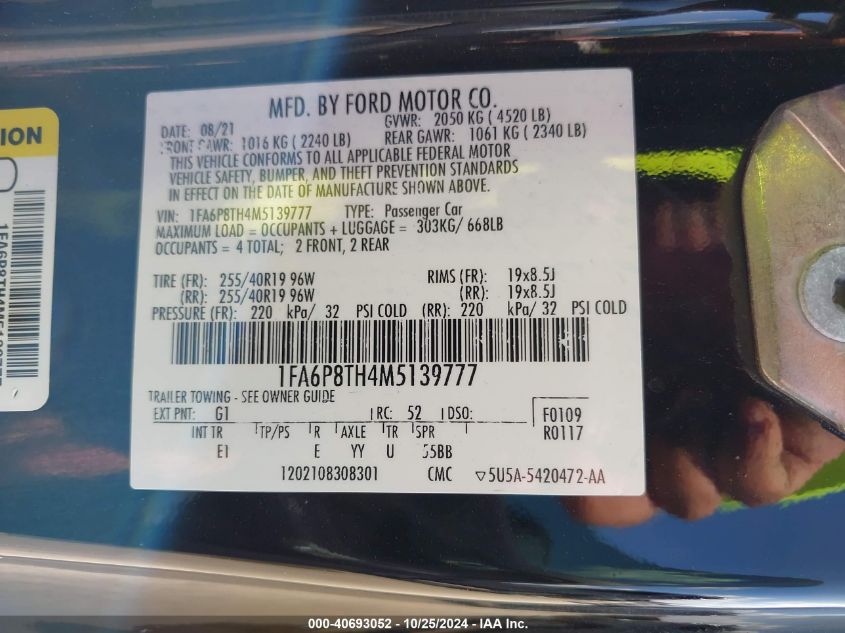 MFD. BY FORD MOTOR CO.
DATE: 08/21 GVWR: 2050 KG ( 4520 LB)
FRONT GAWR: 1016 KG ( 2240 LB) REAR GAWR: 1061 KG ( 2340 LB)
THIS VEHICLE CONFORMS TO ALL APPLICABLE FEDERAL MOTOR
VEHICLE SAFETY, BUMPER, AND THEFT PREVENTION STANDARDS
IN EFFECT ON THE DATE OF MANUFACTURE SHOWN ABOVE.
VIN: 1FA6P8TH4M5139777 TYPE: Passenger Car
MAXIMUM LOAD = OCCUPANTS + LUGGAGE = 303KG/ 668LB
OCCUPANTS = 4 TOTAL; 2 FRONT, 2 REAR
TIRE (FR): 255/40R19 96W RIMS (FR): 19x8.5J
(RR): 255/40R19 96W (RR): 19x8.5J
PRESSURE (FR): 220 kPa/ 32 PSI COLD (RR): 220 kPa/ 32 PSI COLD
1FA6P8TH4M5139777
TRAILER TOWING - SEE OWNER GUIDE
EXT PNT: G1 RC: 52 DSO: F0109
INT TR TP/PS R AXLE TR SPR R0117
E1 E YY U 55BB
1202108308301 CMC ▽5U5A-5420472-AA
ION
1FA6P8TH4M5139777
000-40693052 - 10/25/2024 - IAA Inc.